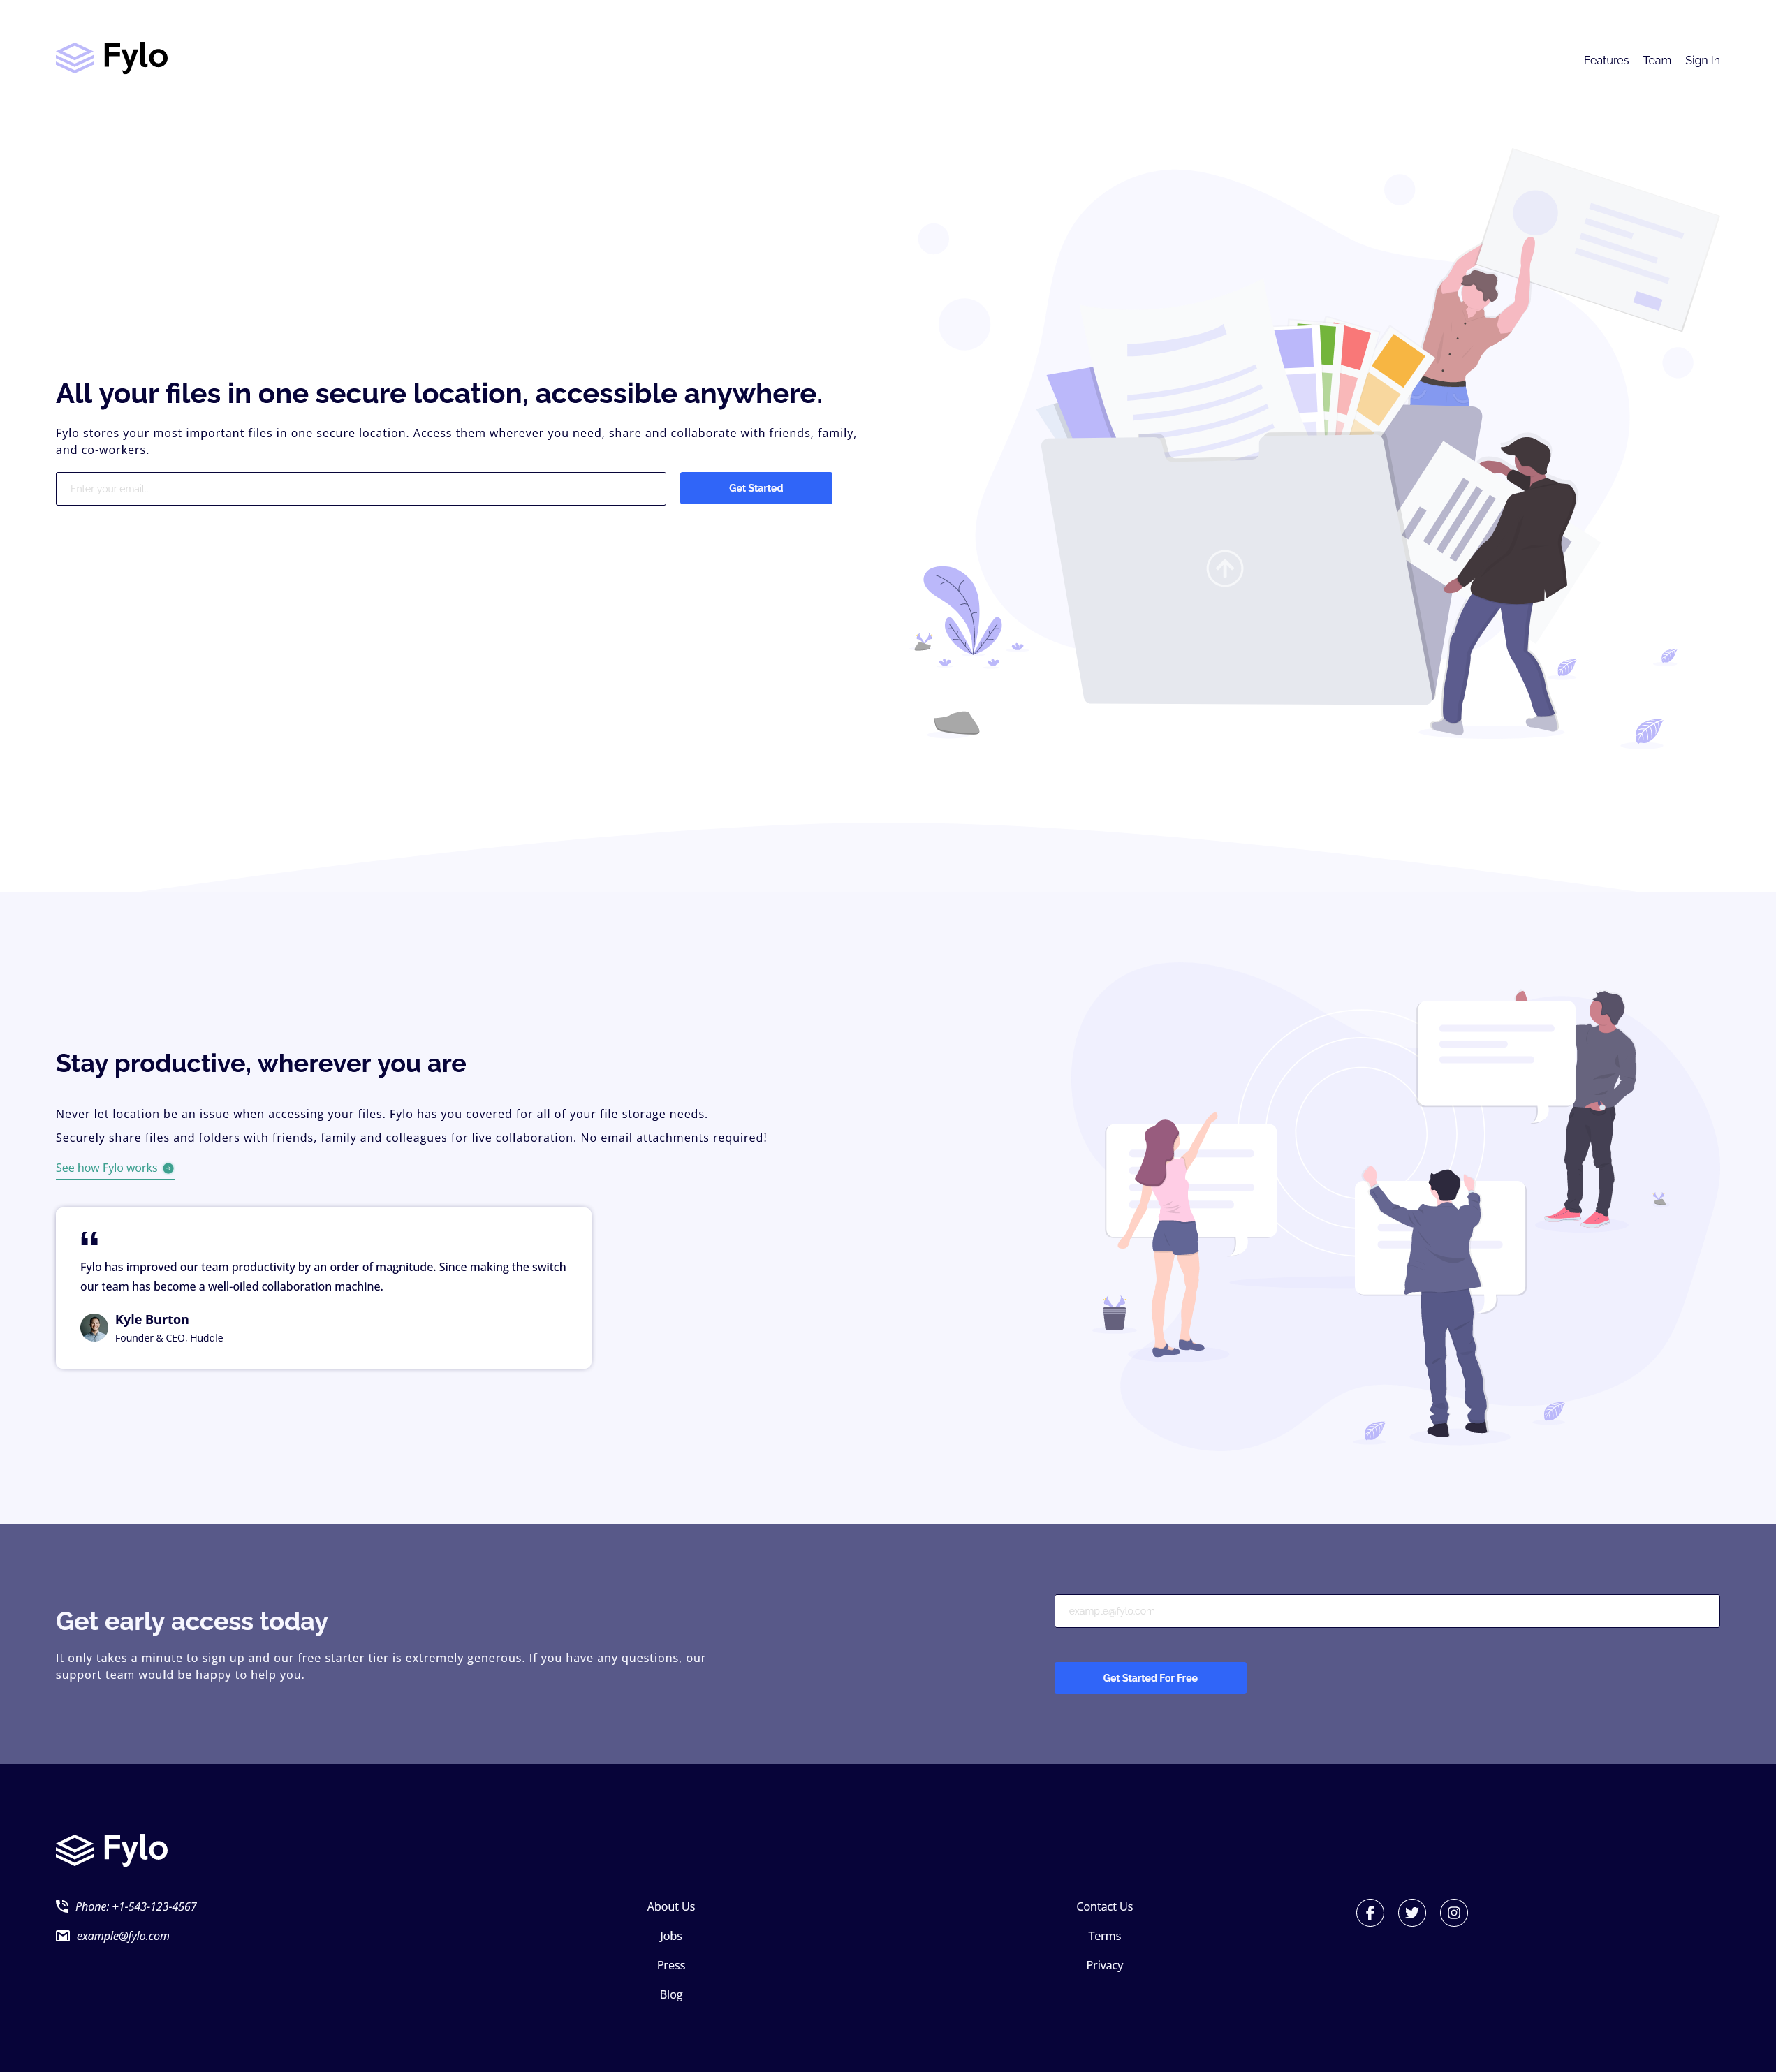 Fylo
Features Team Sign In
All your files in one secure location, accessible anywhere.
Fylo stores your most important files in one secure location. Access them wherever you need, share and collaborate with friends, family,
and co-workers.
Enter your email...
Get Started
Stay productive, wherever you are
Never let location be an issue when accessing your files. Fylo has you covered for all of your file storage needs.
Securely share files and folders with friends, family and colleagues for live collaboration. No email attachments required!
See how Fylo works
“
Fylo has improved our team productivity by an order of magnitude. Since making the switch
our team has become a well-oiled collaboration machine.
Kyle Burton
Founder & CEO, Huddle
Get early access today
It only takes a minute to sign up and our free starter tier is extremely generous. If you have any questions, our
support team would be happy to help you.
example@fylo.com
Get Started For Free
Fylo
Phone: +1-543-123-4567
example@fylo.com
About Us
Jobs
Press
Blog
Contact Us
Terms
Privacy